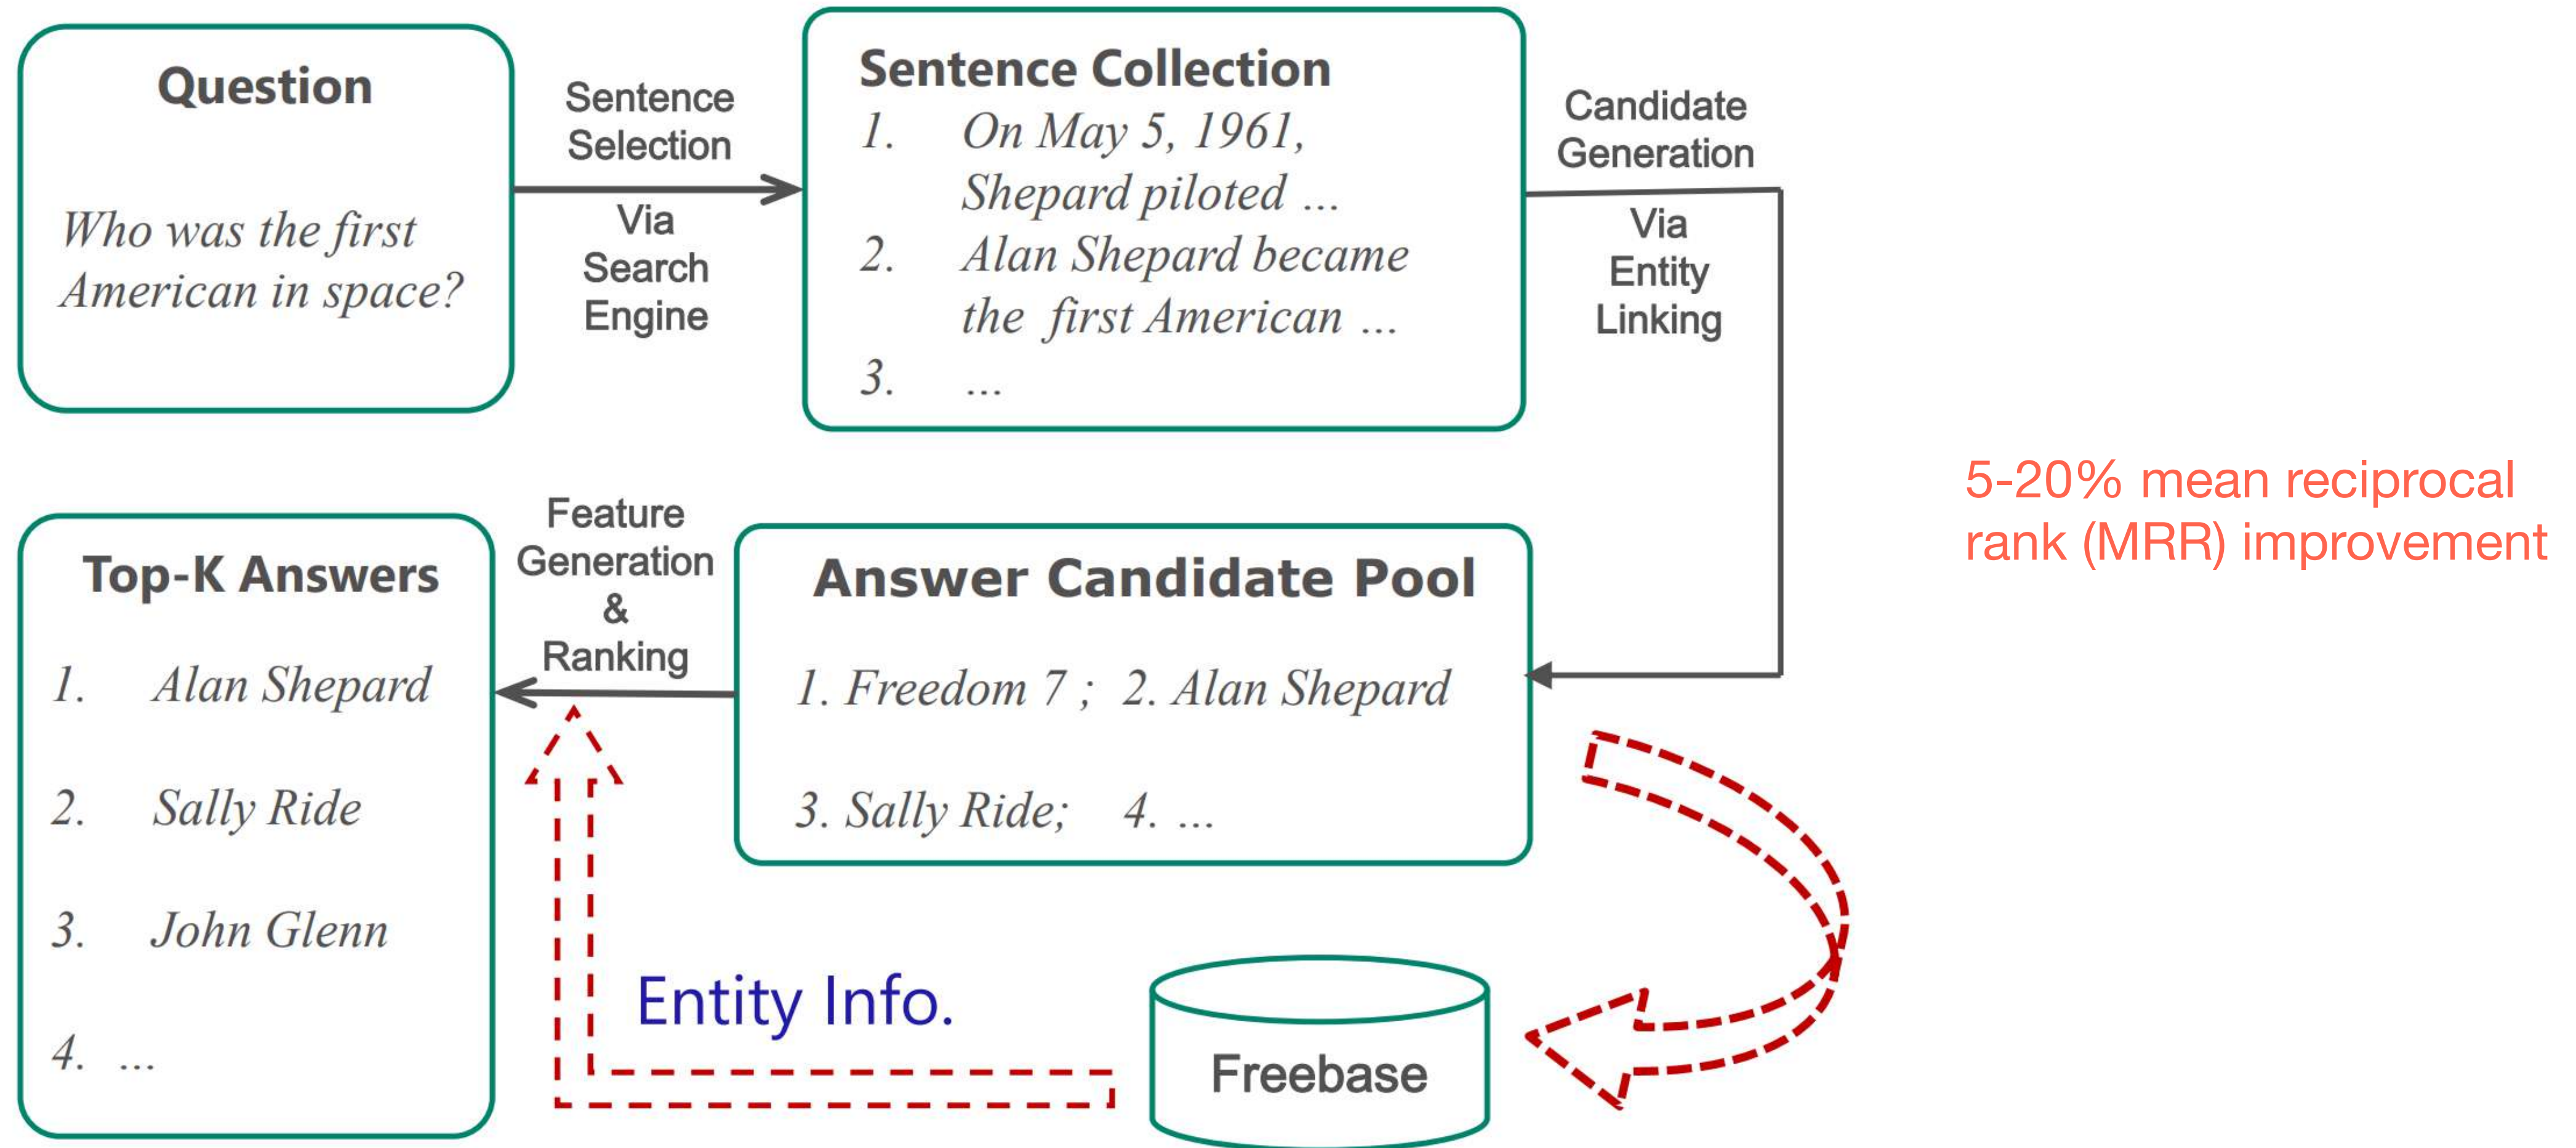 Question
Who was the first
American in space?
Sentence
Selection
Via
Search
Engine
Sentence Collection
1. On May 5, 1961,
Shepard piloted ...
2. Alan Shepard became
the first American ...
3. ...
Candidate
Generation
Via
Entity
Linking
5-20% mean reciprocal
rank (MRR) improvement
Answer Candidate Pool
1. Freedom 7 ; 2. Alan Shepard
3. Sally Ride; 4. ...
Feature
Generation
&
Ranking
Top-K Answers
1. Alan Shepard
2. Sally Ride
3. John Glenn
4. ...
Entity Info.
Freebase